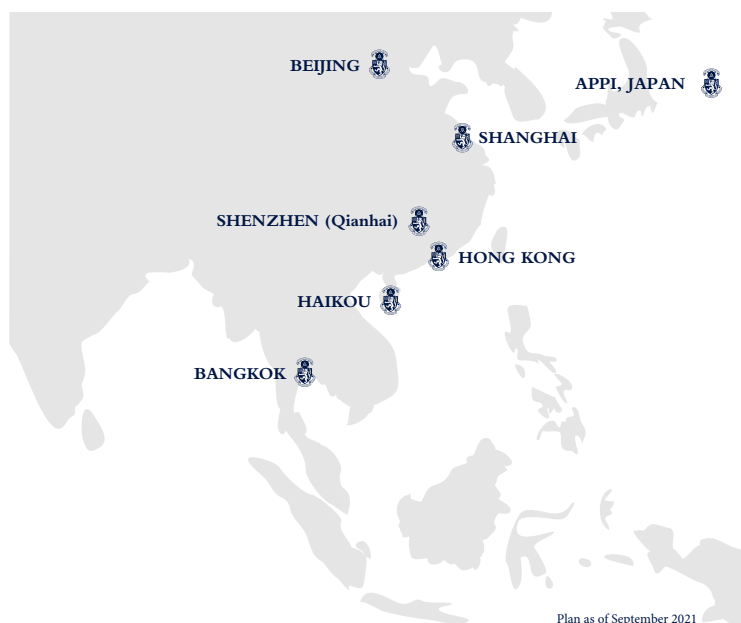 BEIJING
APPI, JAPAN
SHANGHAI
SHENZHEN (Qianhai)
HONG KONG
HAIKOU
BANGKOK
Plan as of September 2021